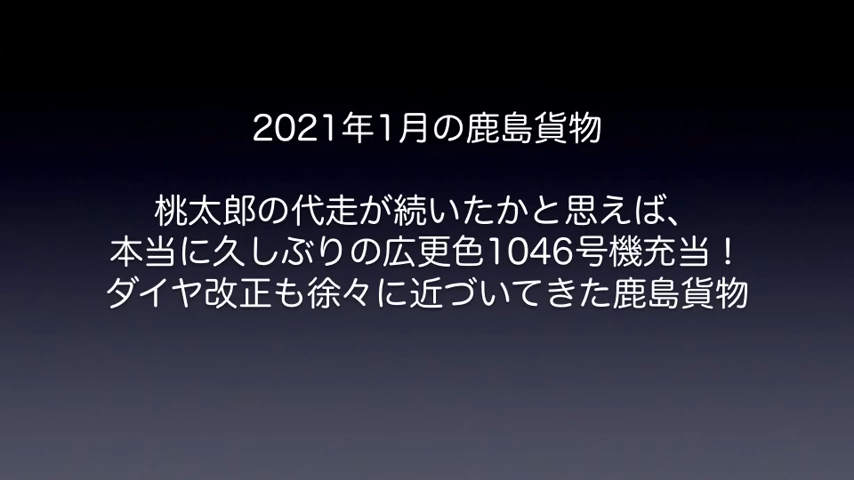 2021年1月の鹿島貨物
桃太郎の代走が続いたかと思えば、
本当に久しぶりの広更色1046号機充当！
ダイヤ改正も徐々に近づいてきた鹿島貨物